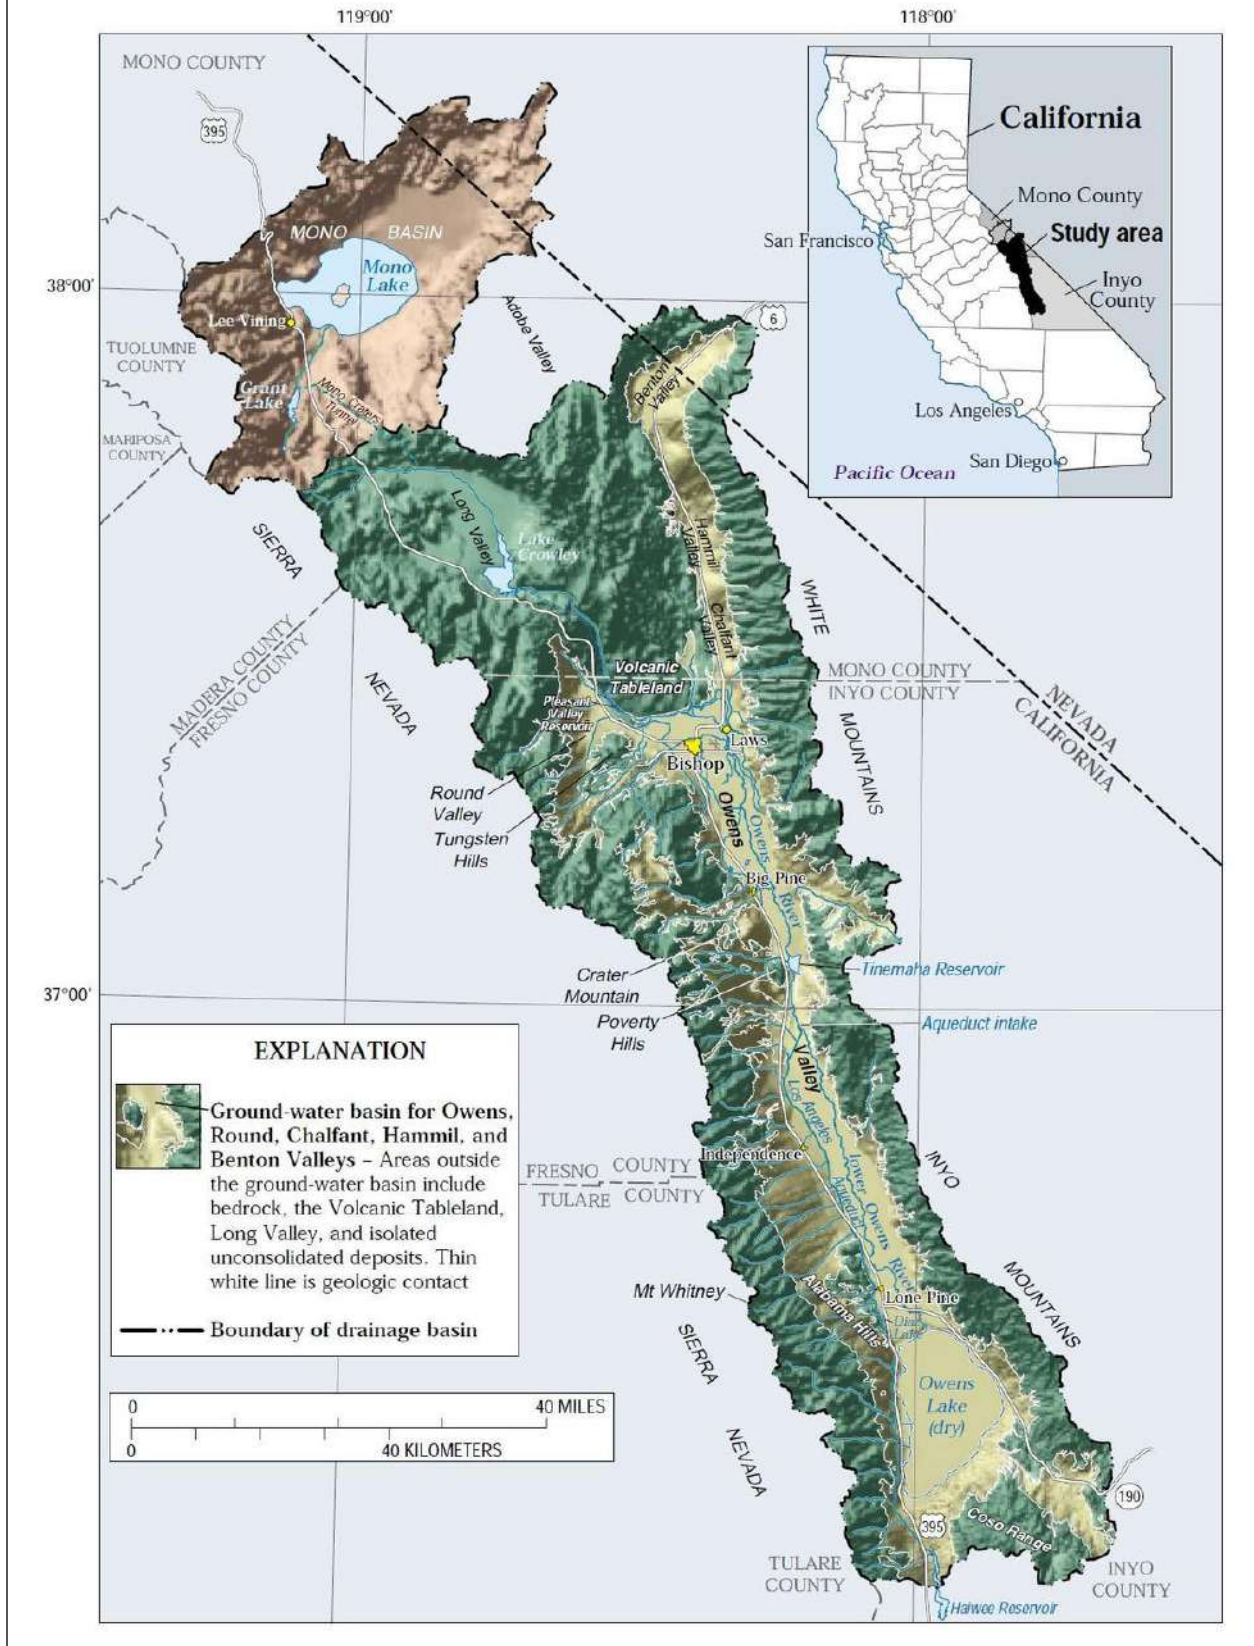 119°00'
118°00'
MONO COUNTY
395
California
Mono County
San Francisco
Study area
Inyo
County
Los Angeles
San Diego
Pacific Ocean
MONO BASIN
Mono
Lake
38°00'
Lee Vining
TUOLUMNE
COUNTY
Grant
Lake
Mono Craters
Tunnel
MARIPOSA
COUNTY
Adobe Valley
6
Benton
Valley
SIERRA
Long Valley
Lake
Crowley
Hammil
Valley
Chalfant
Valley
WHITE
MADERA COUNTY
FRESNO COUNTY
NEVADA
Volcanic
Tableland
MONO COUNTY
INYO COUNTY
NEVADA
CALIFORNIA
Pleasant
Valley
Reservoir
Laws
Bishop
MOUNTAINS
Round
Valley
Tungsten
Hills
Owens
Owens
River
Big Pine
Crater
Mountain
Tinemaha Reservoir
37°00'
Poverty
Hills
Aqueduct intake
Valley
Los Angeles
Aqueduct
EXPLANATION
Ground-water basin for Owens,
Round, Chalfant, Hammil, and
Benton Valleys – Areas outside
the ground-water basin include
bedrock, the Volcanic Tableland,
Long Valley, and isolated
unconsolidated deposits. Thin
white line is geologic contact
Boundary of drainage basin
Independence
FRESNO COUNTY
TULARE COUNTY
lower Owens
River
INYO
MOUNTAINS
Mt Whitney
Alabama Hills
Lone Pine
Diaz
Lake
SIERRA
NEVADA
Owens
Lake
(dry)
0 40 MILES
0 40 KILOMETERS
190
395
Coso Range
TULARE
COUNTY
INYO
COUNTY
Haiwee Reservoir